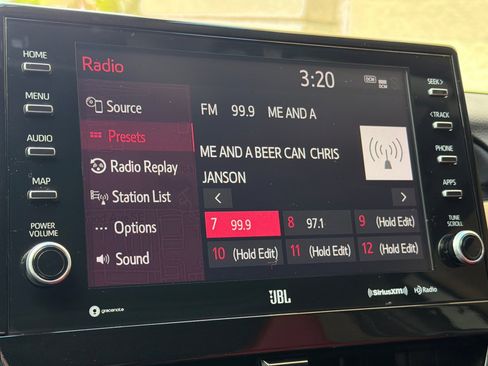 HOME
MENU
AUDIO
MAP
POWER
VOLUME
Radio
3:20
DCM
Source
Presets
Radio Replay
Station List
Options
Sound
FM 99.9 ME AND A
ME AND A BEER CAN CHRIS
JANSON
7 99.9
8 97.1
9 (Hold Edit)
10 (Hold Edit)
11 (Hold Edit)
12 (Hold Edit)
SEEK>
<TRACK
PHONE
APPS
TUNE
SCROLL
gracenote
JBL
SiriusXM
HD Radio